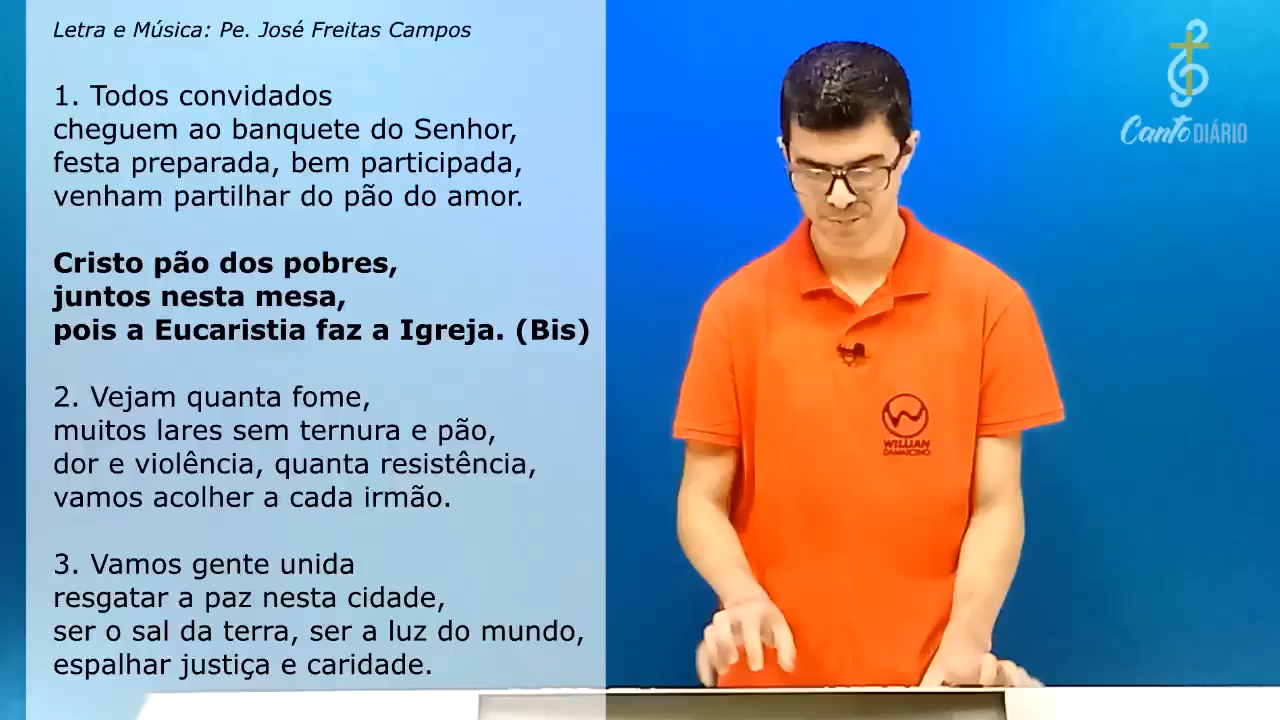 Letra e Música: Pe. José Freitas Campos
1. Todos convidados
cheguem ao banquete do Senhor,
festa preparada, bem participada,
venham partilhar do pão do amor.
Cristo pão dos pobres,
juntos nesta mesa,
pois a Eucaristia faz a Igreja. (Bis)
2. Vejam quanta fome,
muitos lares sem ternura e pão,
dor e violência, quanta resistência,
vamos acolher a cada irmão.
3. Vamos gente unida
resgatar a paz nesta cidade,
ser o sal da terra, ser a luz do mundo,
espalhar justiça e caridade.
Canto DIÁRIO
WILLIAN
DAMASCENO